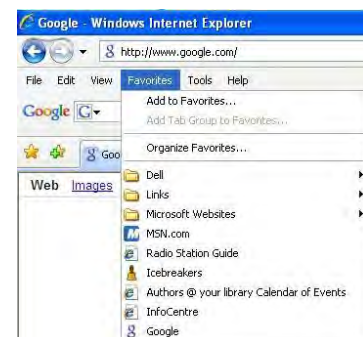 Google - Windows Internet Explorer
http://www.google.com/
File Edit View Favorites Tools Help
Google G
Add to Favorites...
Add Tab Group to Favorites...
Organize Favorites...
Goo
Web Images
Dell
Links
Microsoft Websites
MSN.com
Radio Station Guide
Icebreakers
Authors @ your library Calendar of Events
InfoCentre
Google